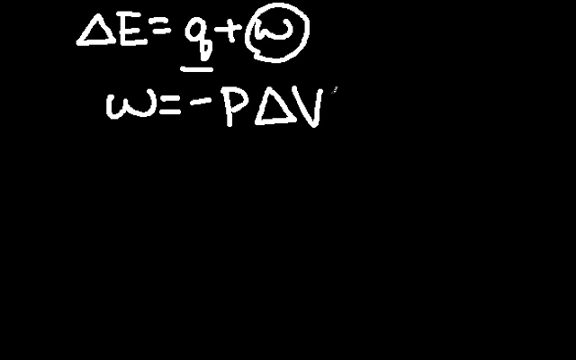 ΔE = q + w
w = -PΔV